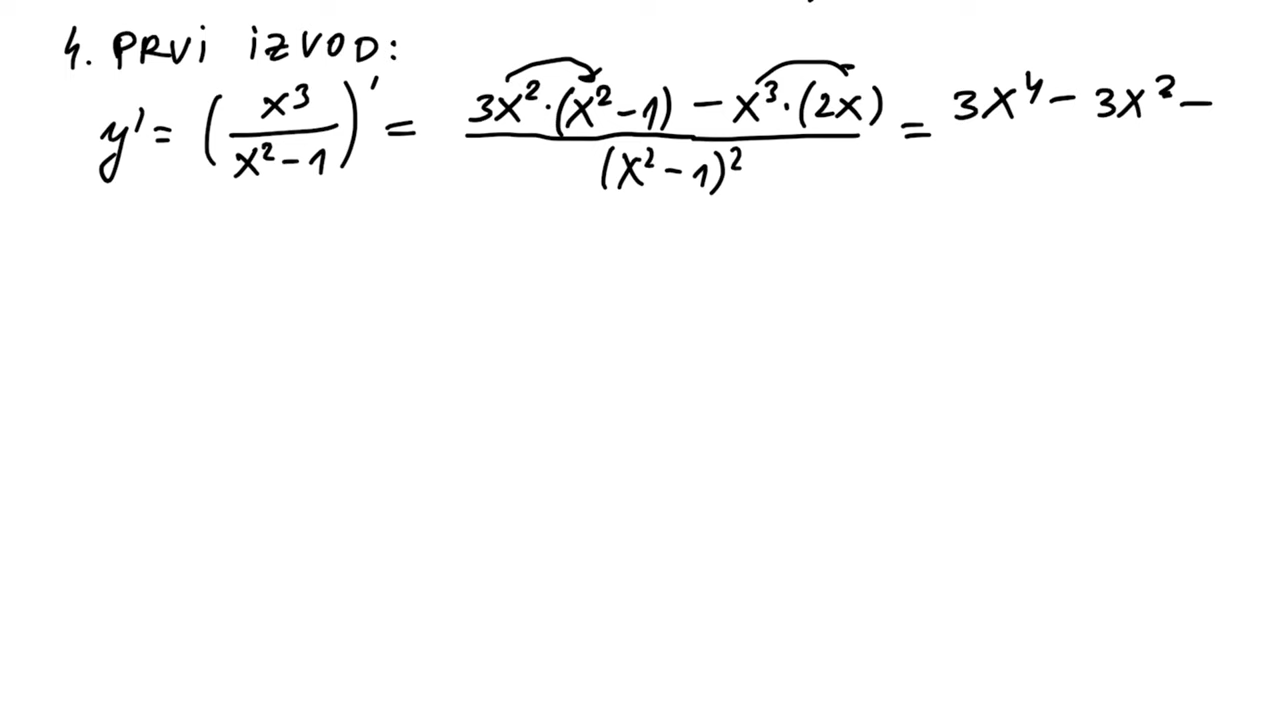 4. PRVi iZVOD:
y' = (x³/(x²-1))' = (3x²·(x²-1) - x³·(2x))/(x²-1)² = 3x⁴ - 3x² -